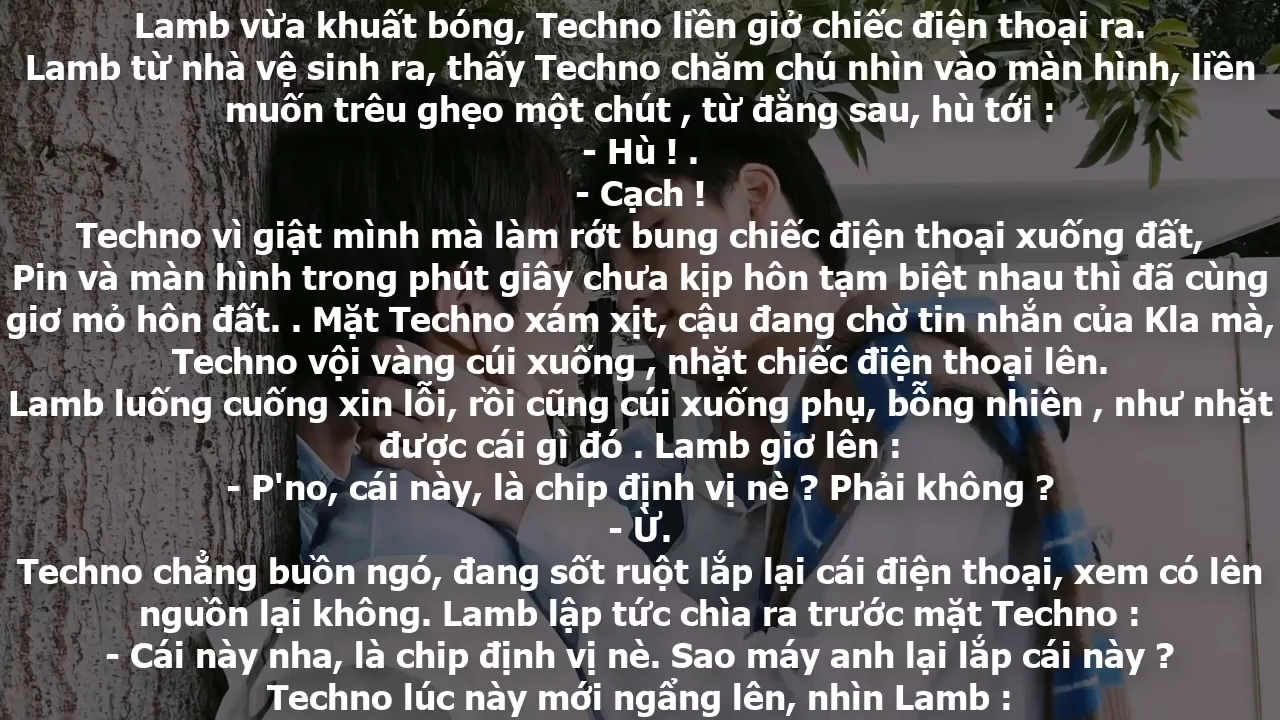 Lamb vừa khuất bóng, Techno liền giở chiếc điện thoại ra.
Lamb từ nhà vệ sinh ra, thấy Techno chăm chú nhìn vào màn hình, liền
muốn trêu ghẹo một chút , từ đằng sau, hù tới :
- Hù ! .
- Cạch !
Techno vì giật mình mà làm rớt bung chiếc điện thoại xuống đất,
Pin và màn hình trong phút giây chưa kịp hôn tạm biệt nhau thì đã cùng
giơ mỏ hôn đất. . Mặt Techno xám xịt, cậu đang chờ tin nhắn của Kla mà,
Techno vội vàng cúi xuống , nhặt chiếc điện thoại lên.
Lamb luống cuống xin lỗi, rồi cũng cúi xuống phụ, bỗng nhiên , như nhặt
được cái gì đó . Lamb giơ lên :
- P'no, cái này, là chip định vị nè ? Phải không ?
- Ừ.
Techno chẳng buồn ngó, đang sốt ruột lắp lại cái điện thoại, xem có lên
nguồn lại không. Lamb lập tức chìa ra trước mặt Techno :
- Cái này nha, là chip định vị nè. Sao máy anh lại lắp cái này ?
Techno lúc này mới ngẩng lên, nhìn Lamb :